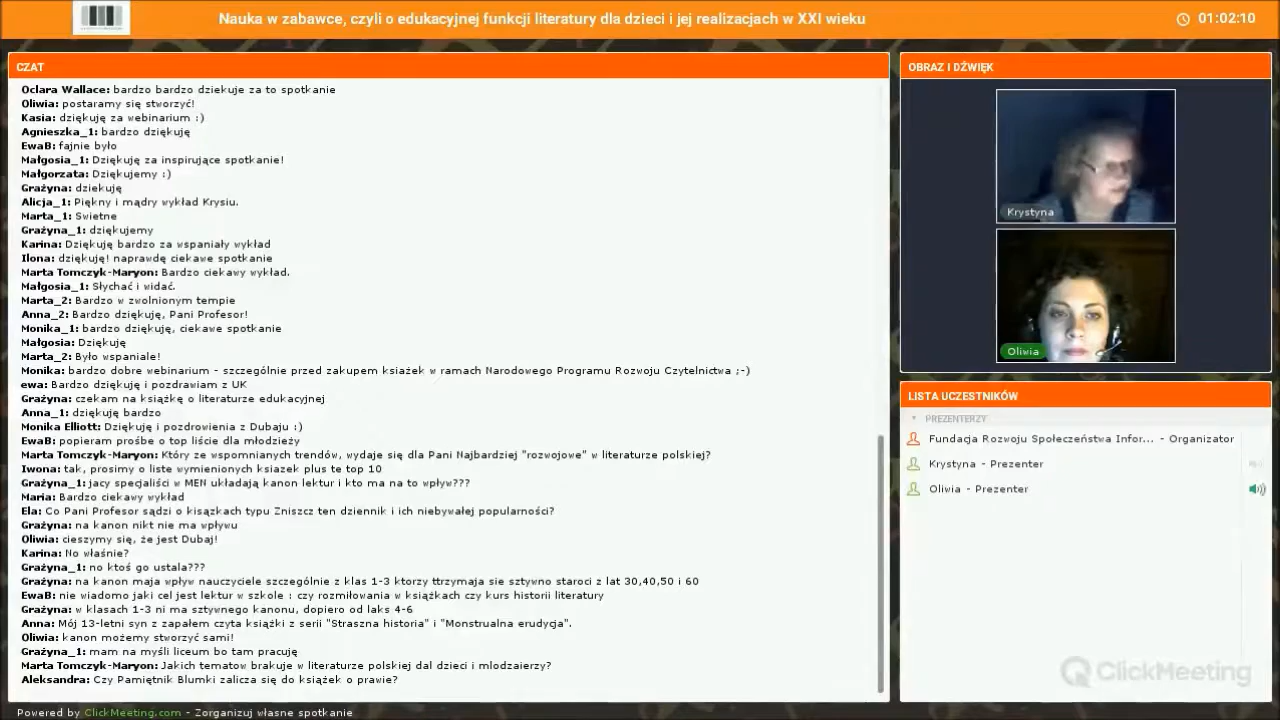 Nauka w zabawce, czyli o edukacyjnej funkcji literatury dla dzieci i jej realizacjach w XXI wieku
01:02:10
CZAT
Oclara Wallace: bardzo bardzo dziekuje za to spotkanie
Oliwia: postaramy się stworzyć!
Kasia: dziękuję za webinarium :)
Agnieszka_1: bardzo dziękuję
EwaB: fajnie było
Małgosia_1: Dziękuję za inspirujące spotkanie!
Małgorzata: Dziękujemy :)
Grażyna: dziekuję
Alicja_1: Piękny i mądry wykład Krysiu.
Marta_1: Swietne
Grażyna_1: dziękujemy
Karina: Dziękuję bardzo za wspaniały wykład
Ilona: dziękuję! naprawdę ciekawe spotkanie
Marta Tomczyk-Maryon: Bardzo ciekawy wykład.
Małgosia_1: Słychać i widać.
Marta_2: Bardzo w zwolnionym tempie
Anna_2: Bardzo dziękuję, Pani Profesor!
Monika_1: bardzo dziękuję, ciekawe spotkanie
Małgosia: Dziękuję
Marta_2: Było wspaniale!
Monika: bardzo dobre webinarium - szczególnie przed zakupem ksiażek w ramach Narodowego Programu Rozwoju Czytelnictwa ;-)
ewa: Bardzo dziękuję i pozdrawiam z UK
Grażyna: czekam na książkę o literaturze edukacyjnej
Anna_1: dziękuję bardzo
Monika Elliott: Dziękuję i pozdrowienia z Dubaju :)
EwaB: popieram prośbe o top liście dla młodzieży
Marta Tomczyk-Maryon: Który ze wspomnianych trendów, wydaje się dla Pani Najbardziej "rozwojowe" w literaturze polskiej?
Iwona: tak, prosimy o liste wymienionych ksiazek plus te top 10
Grażyna_1: jacy specjaliści w MEN układają kanon lektur i kto ma na to wpływ???
Maria: Bardzo ciekawy wykład
Ela: Co Pani Profesor sądzi o kisążkach typu Zniszcz ten dziennik i ich niebywałej popularności?
Grażyna: na kanon nikt nie ma wpływu
Oliwia: cieszymy się, że jest Dubaj!
Karina: No właśnie?
Grażyna_1: no ktoś go ustala???
Grażyna: na kanon maja wpływ nauczyciele szczególnie z klas 1-3 ktorzy ttrzymaja sie sztywno staroci z lat 30,40,50 i 60
EwaB: nie wiadomo jaki cel jest lektur w szkole : czy rozmiłowania w książkach czy kurs historii literatury
Grażyna: w klasach 1-3 ni ma sztywnego kanonu, dopiero od laks 4-6
Anna: Mój 13-letni syn z zapałem czyta książki z serii "Straszna historia" i "Monstrualna erudycja".
Oliwia: kanon możemy stworzyć sami!
Grażyna_1: mam na myśli liceum bo tam pracuję
Marta Tomczyk-Maryon: Jakich tematow brakuje w literaturze polskiej dal dzieci i mlodzaierzy?
Aleksandra: Czy Pamiętnik Blumki zalicza się do książek o prawie?
OBRAZ I DŹWIĘK
Krystyna
Oliwia
LISTA UCZESTNIKÓW
PREZENTERZY
Fundacja Rozwoju Społeczeństwa Infor... - Organizator
Krystyna - Prezenter
Oliwia - Prezenter
ClickMeeting
Powered by ClickMeeting.com - Zorganizuj własne spotkanie